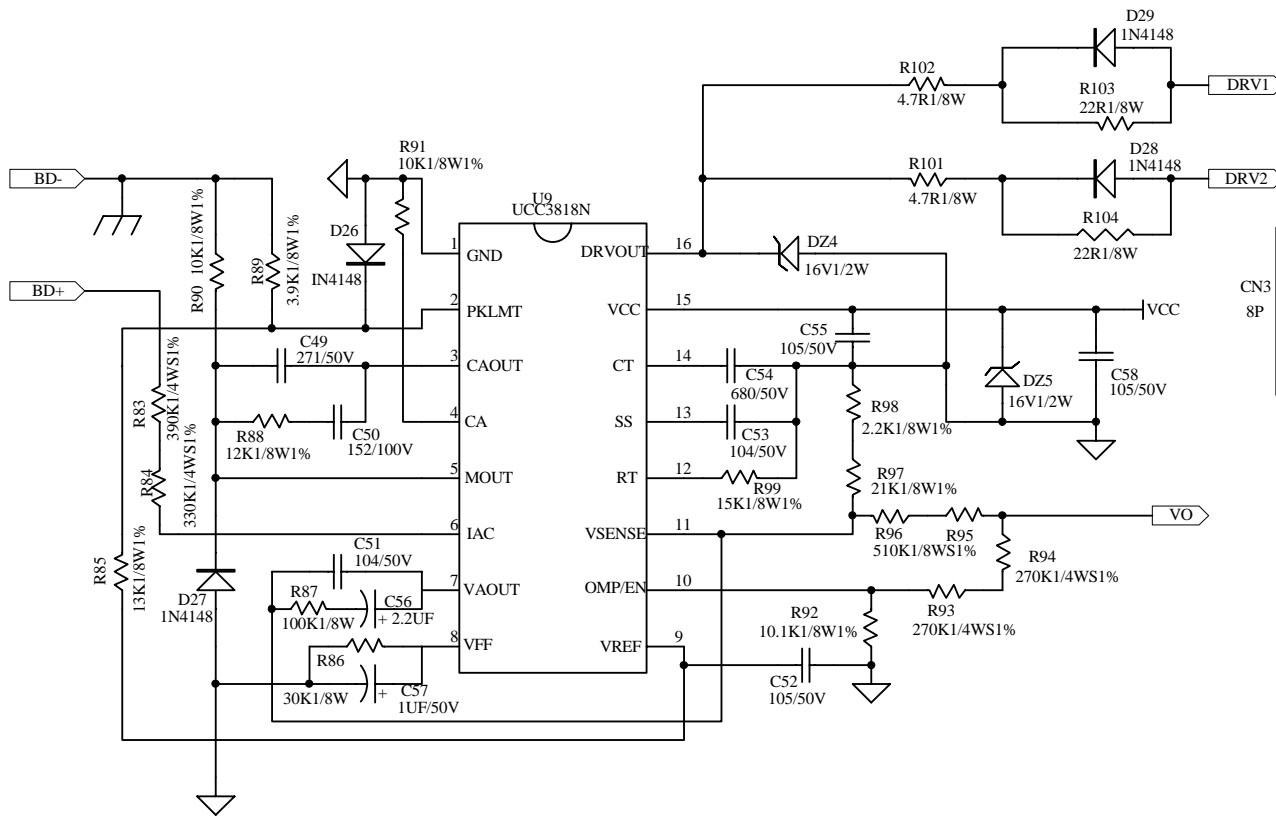 D29
1N4148
R102
4.7R1/8W
R103
22R1/8W
DRV1
D28
1N4148
R101
4.7R1/8W
DRV2
R104
22R1/8W
R91
10K1/8W1%
BD-
U9
UCC3818N
D26
IN4148
R90
10K1/8W1%
R89
3.9K1/8W1%
BD+
1
GND
DRVOUT
16
DZ4
16V1/2W
CN3
8P
2
PKLMT
VCC
15
VCC
C55
105/50V
C49
271/50V
3
CAOUT
CT
14
C54
680/50V
DZ5
16V1/2W
C58
105/50V
R83
390K1/4WS1%
4
CA
SS
13
C53
104/50V
R98
2.2K1/8W1%
R88
12K1/8W1%
C50
152/100V
R84
330K1/4WS1%
5
MOUT
RT
12
R99
15K1/8W1%
R97
21K1/8W1%
6
IAC
VSENSE
11
R96
510K1/8WS1%
R95
VO
R85
13K1/8W1%
C51
104/50V
R94
270K1/4WS1%
D27
1N4148
R87
100K1/8W
C56
+ 2.2UF
7
VAOUT
OMP/EN
10
R93
270K1/4WS1%
R92
10.1K1/8W1%
8
VFF
VREF
9
R86
30K1/8W
+
C57
1UF/50V
C52
105/50V